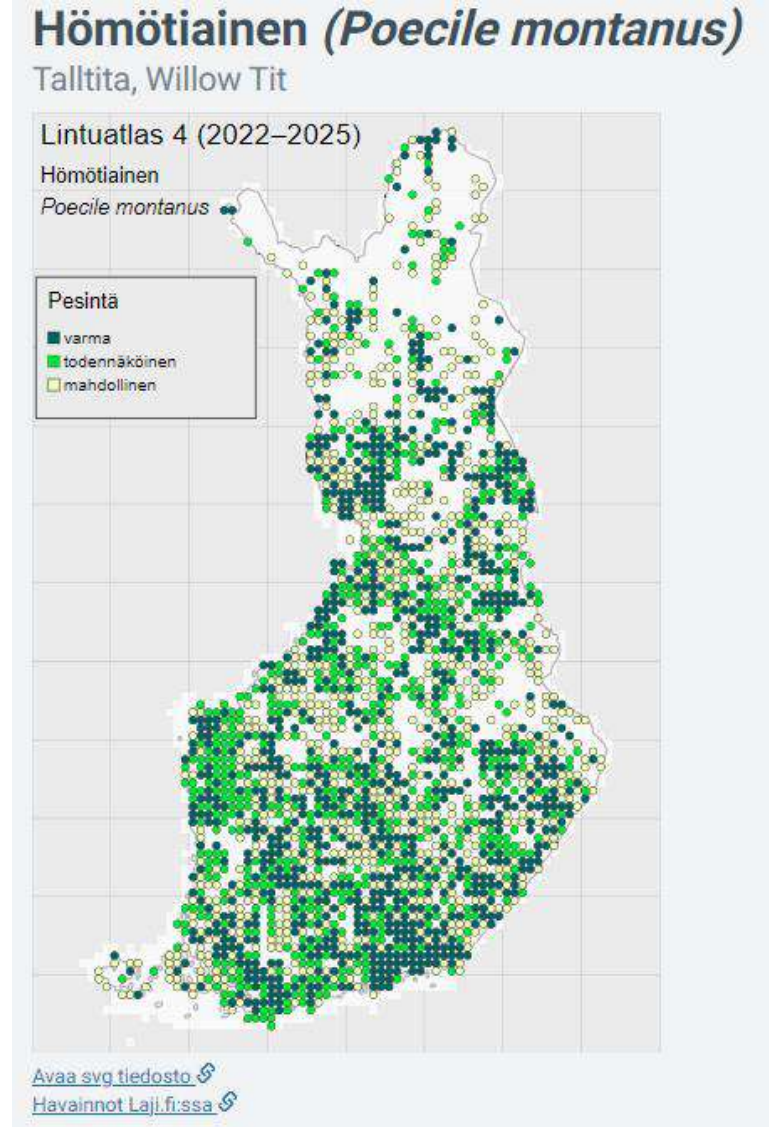 Hömötiainen (Poecile montanus)
Talltita, Willow Tit
Lintuatlas 4 (2022–2025)
Hömötiainen
Poecile montanus
Pesintä
varma
todennäköinen
mahdollinen
Avaa svg tiedosto
Havainnot Laji.fi:ssa